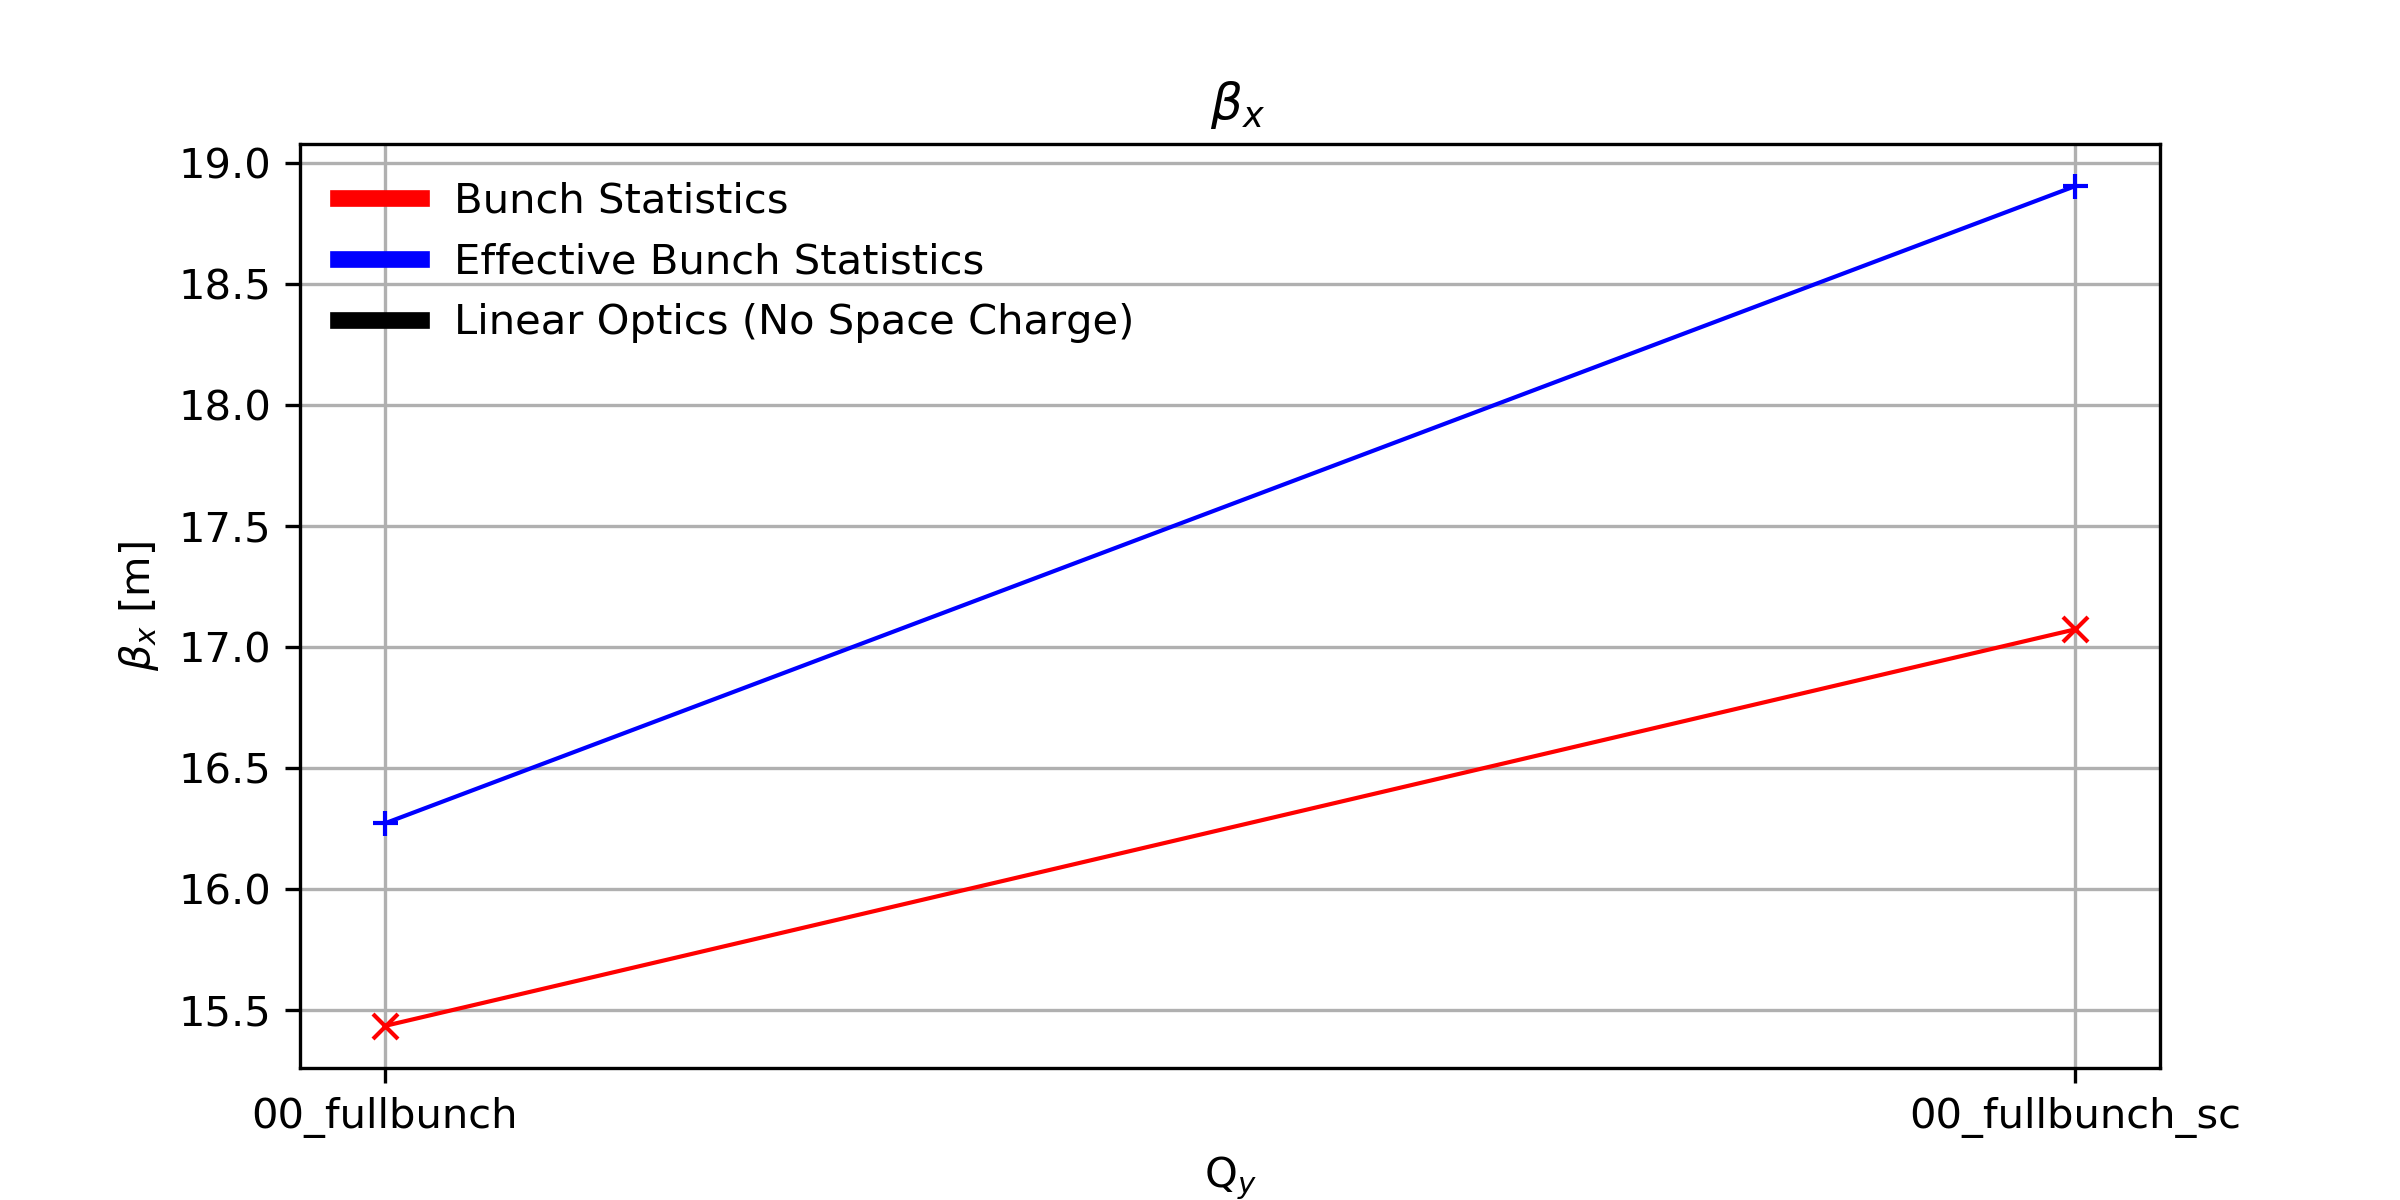 βx
19.0
18.5
18.0
17.5
17.0
16.5
16.0
15.5
βx [m]
Bunch Statistics
Effective Bunch Statistics
Linear Optics (No Space Charge)
00_fullbunch
00_fullbunch_sc
Qy